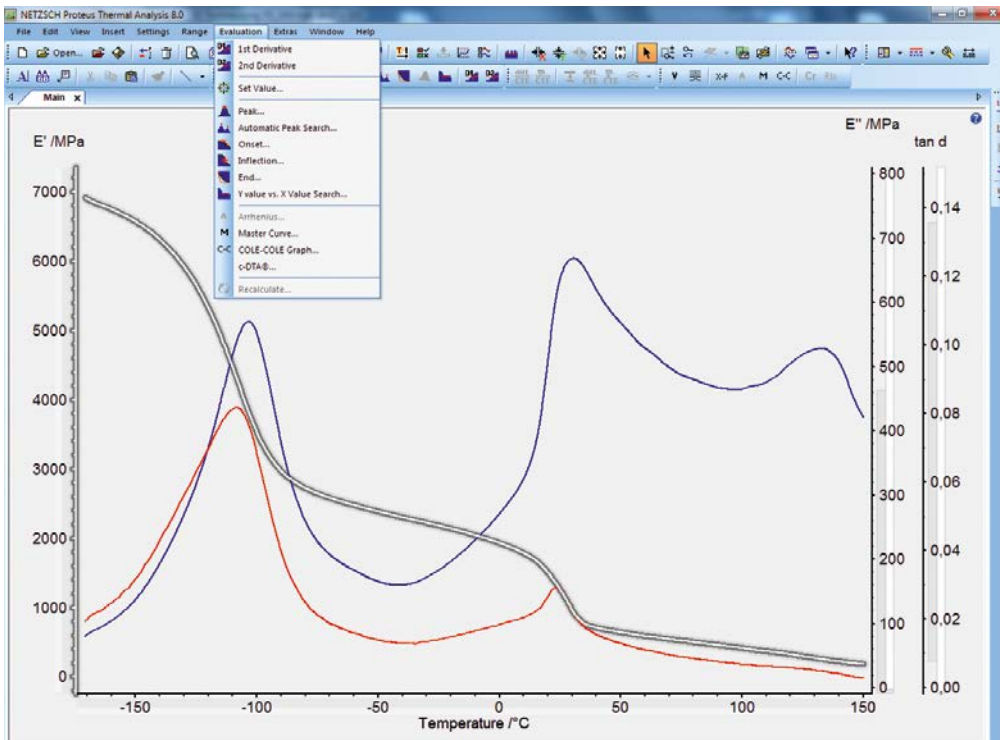 NETZSCH Proteus Thermal Analysis 8.0
File Edit View Insert Settings Range Evaluation Extras Window Help
Open...
1st Derivative
2nd Derivative
Set Value...
Peak...
Automatic Peak Search...
Onset...
Inflection...
End...
Y value vs. X Value Search...
Arrhenius...
M Master Curve...
C-C COLE-COLE Graph...
c-DTA®...
Recalculate...
Main x
E' /MPa
E'' /MPa
tan d
7000
6000
5000
4000
3000
2000
1000
0
800
700
600
500
400
300
200
100
0
0,14
0,12
0,10
0,08
0,06
0,04
0,02
0,00
-150 -100 -50 0 50 100 150
Temperature /°C